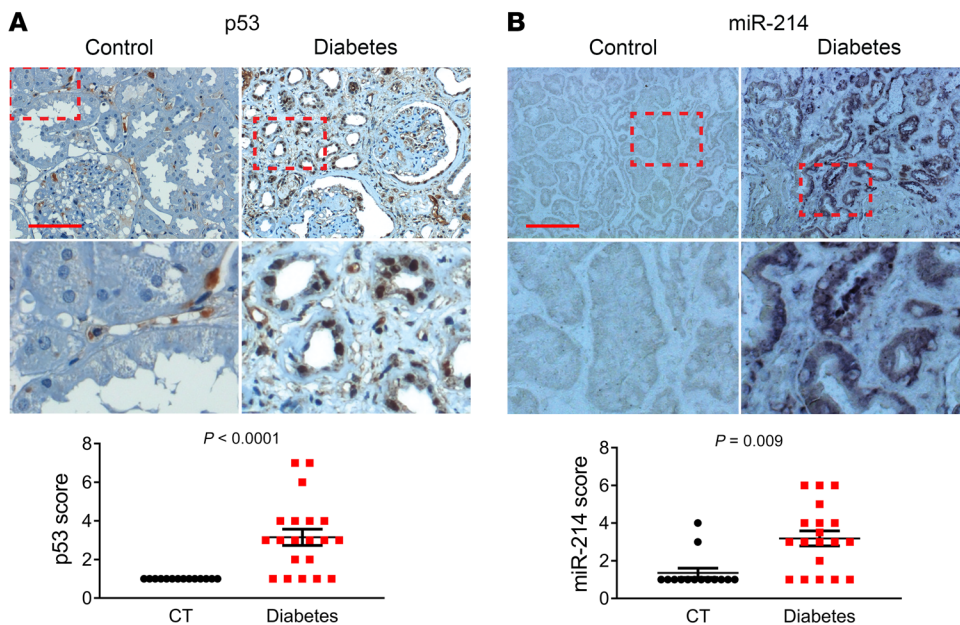 A
p53
Control
Diabetes
P < 0.0001
p53 score
8
6
4
2
0
CT
Diabetes
B
miR-214
Control
Diabetes
P = 0.009
miR-214 score
8
6
4
2
0
CT
Diabetes